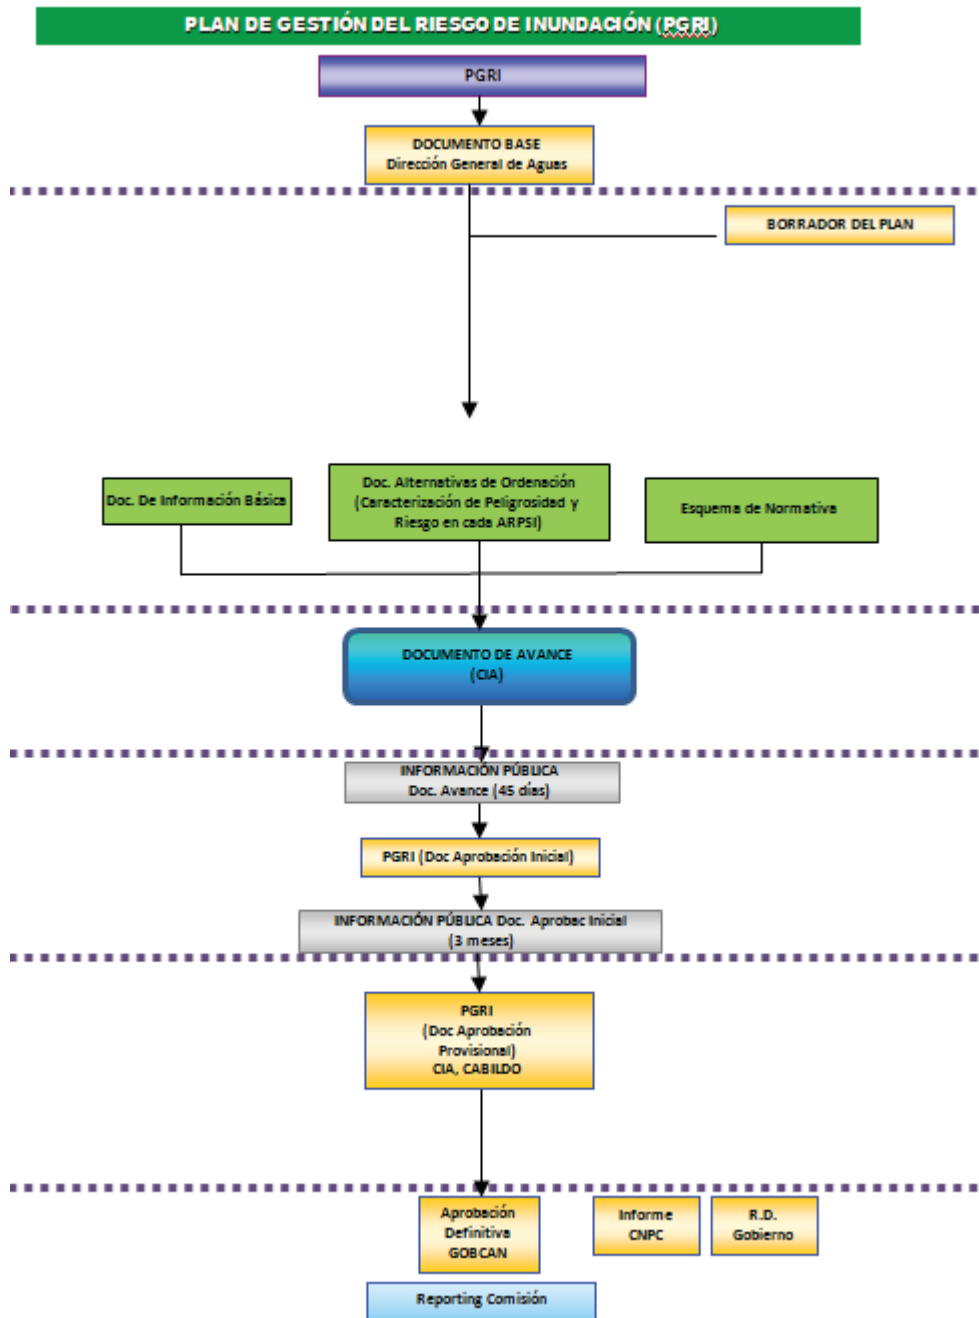 PLAN DE GESTIÓN DEL RIESGO DE INUNDACIÓN (PGRI)
PGRI
DOCUMENTO BASE
Dirección General de Aguas
BORRADOR DEL PLAN
Doc. De Información Básica
Doc. Alternativas de Ordenación
(Caracterización de Peligrosidad y
Riesgo en cada ARPSI)
Esquema de Normativa
DOCUMENTO DE AVANCE
(CIA)
INFORMACIÓN PÚBLICA
Doc. Avance (45 días)
PGRI (Doc Aprobación Inicial)
INFORMACIÓN PÚBLICA Doc. Aprobac Inicial
(3 meses)
PGRI
(Doc Aprobación
Provisional)
CIA, CABILDO
Aprobación
Definitiva
GOBCAN
Informe
CNPC
R.D.
Gobierno
Reporting Comisión